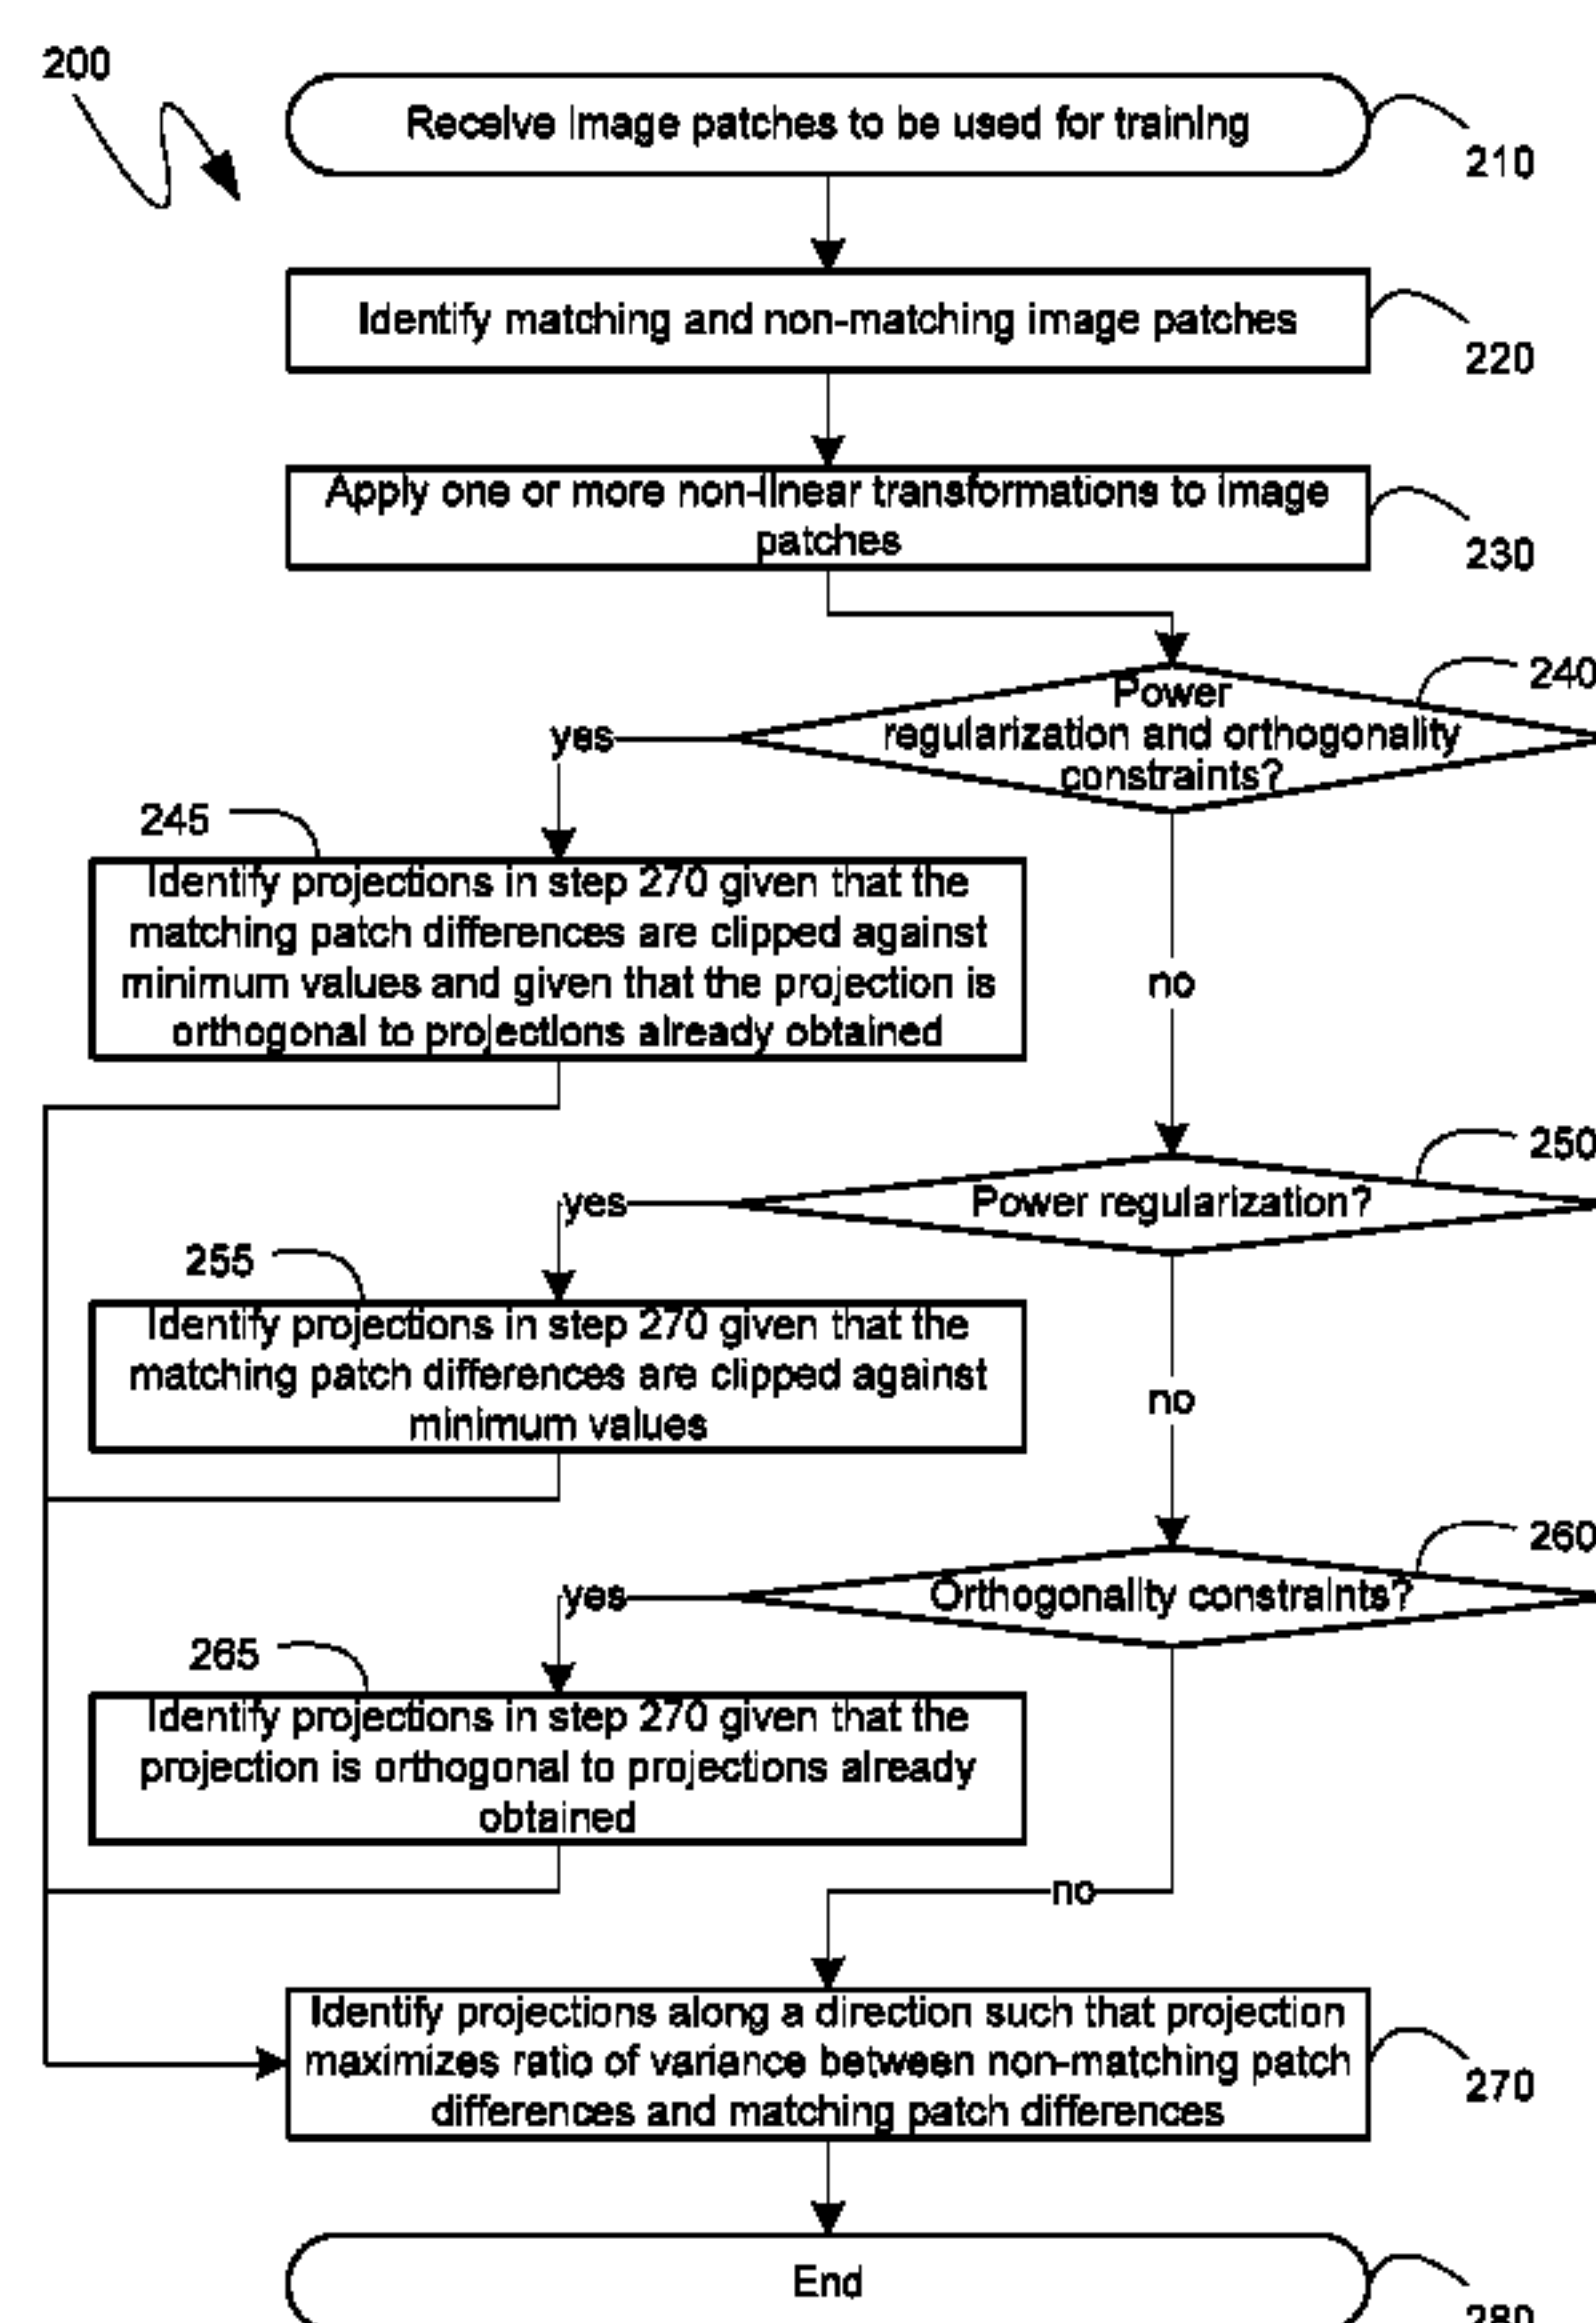 200
Receive image patches to be used for training
210
Identify matching and non-matching image patches
220
Apply one or more non-linear transformations to image
patches
230
240
Power
regularization and orthogonality
constraints?
yes
245
Identify projections in step 270 given that the
matching patch differences are clipped against
minimum values and given that the projection is
orthogonal to projections already obtained
no
250
Power regularization?
yes
255
Identify projections in step 270 given that the
matching patch differences are clipped against
minimum values
no
260
Orthogonality constraints?
yes
265
Identify projections in step 270 given that the
projection is orthogonal to projections already
obtained
no
Identify projections along a direction such that projection
maximizes ratio of variance between non-matching patch
differences and matching patch differences
270
End
280